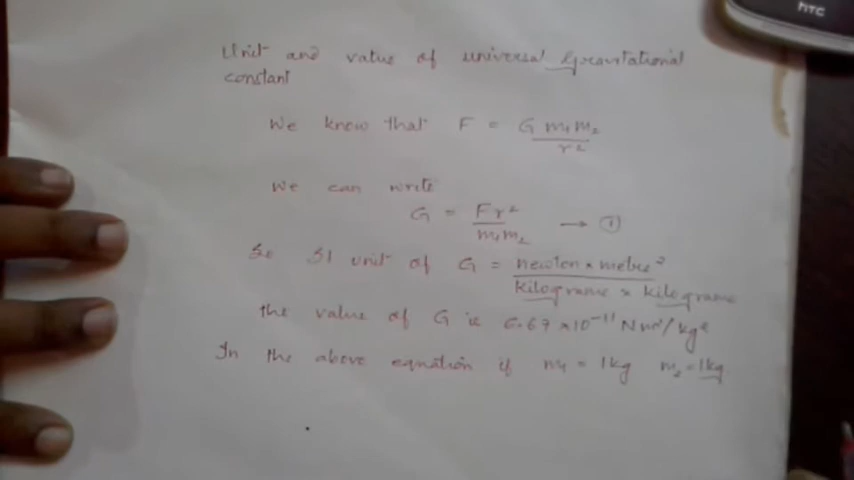 hTC
Unit and value of universal Gravitational
constant
We know that F = G m₁m₂ / r²
We can write
G = Fr² / m₁m₂ → ①
So SI unit of G = newton × metre² / kilograme × kilograme
the value of G is 6.67 × 10⁻¹¹ Nm²/kg²
In the above equation if m₁ = 1kg m₂ = 1kg